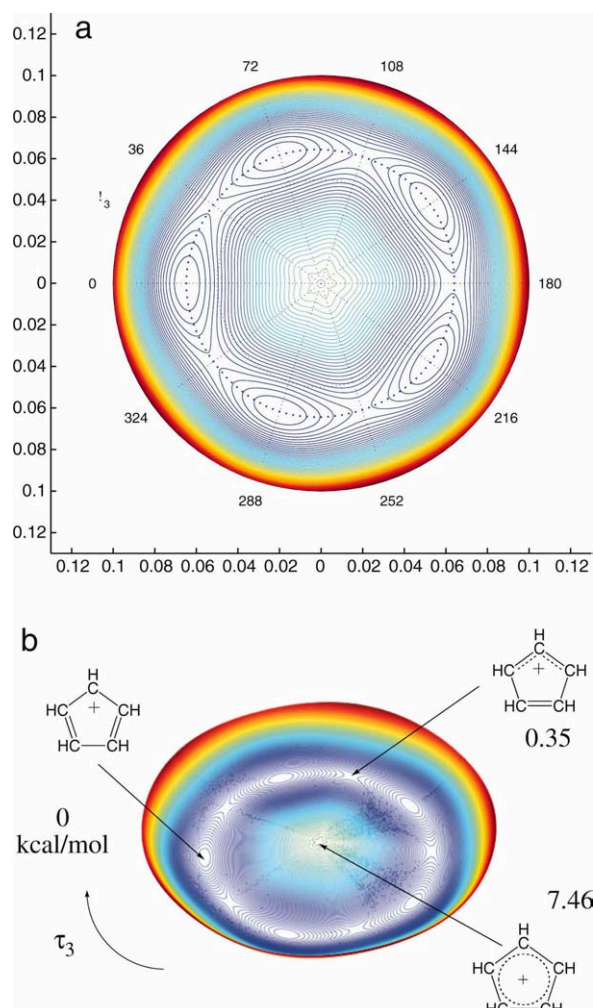 a
0.12
0.1
0.08
0.06
0.04
0.02
0
0.02
0.04
0.06
0.08
0.1
0.12
72
108
36
144
!3
0
180
324
216
288
252
0.12 0.1 0.08 0.06 0.04 0.02 0 0.02 0.04 0.06 0.08 0.1 0.12
b
H
CH
HC
CH
HC
CH
+
H
C
HC
CH
HC
CH
+
0.35
0
kcal/mol
7.46
τ3
H
C
HC
CH
+